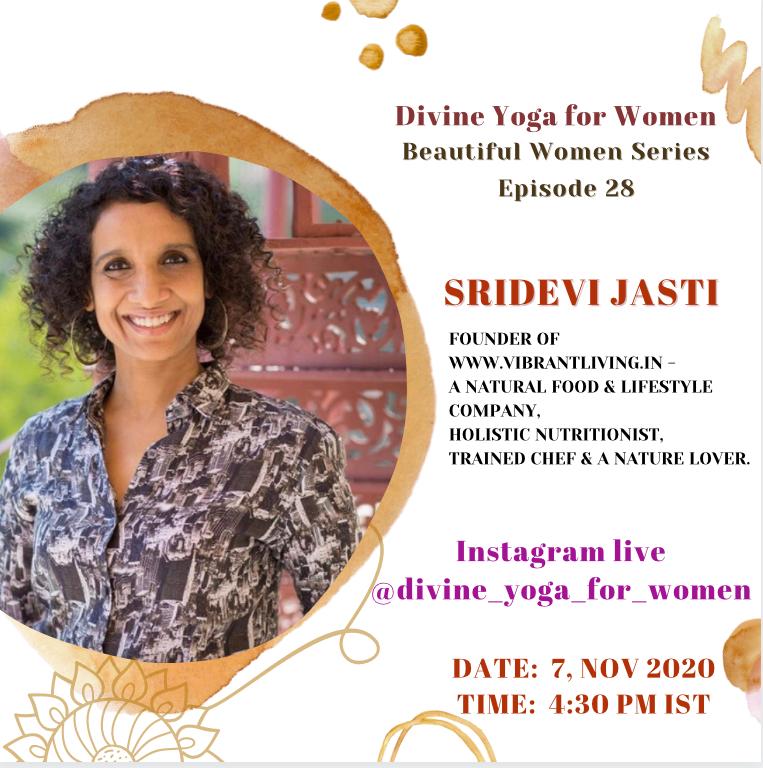 Divine Yoga for Women
Beautiful Women Series
Episode 28
SRIDEVI JASTI
FOUNDER OF
WWW.VIBRANTLIVING.IN -
A NATURAL FOOD & LIFESTYLE
COMPANY,
HOLISTIC NUTRITIONIST,
TRAINED CHEF & A NATURE LOVER.
Instagram live
@divine_yoga_for_women
DATE: 7, NOV 2020
TIME: 4:30 PM IST